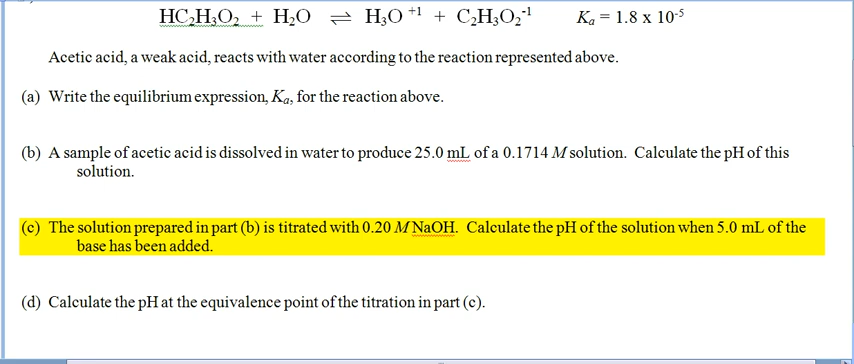 HC₂H₃O₂ + H₂O ⇌ H₃O ⁺¹ + C₂H₃O₂⁻¹ Kₐ = 1.8 x 10⁻⁵
Acetic acid, a weak acid, reacts with water according to the reaction represented above.
(a) Write the equilibrium expression, Kₐ, for the reaction above.
(b) A sample of acetic acid is dissolved in water to produce 25.0 mL of a 0.1714 M solution. Calculate the pH of this
solution.
(c) The solution prepared in part (b) is titrated with 0.20 M NaOH. Calculate the pH of the solution when 5.0 mL of the
base has been added.
(d) Calculate the pH at the equivalence point of the titration in part (c).